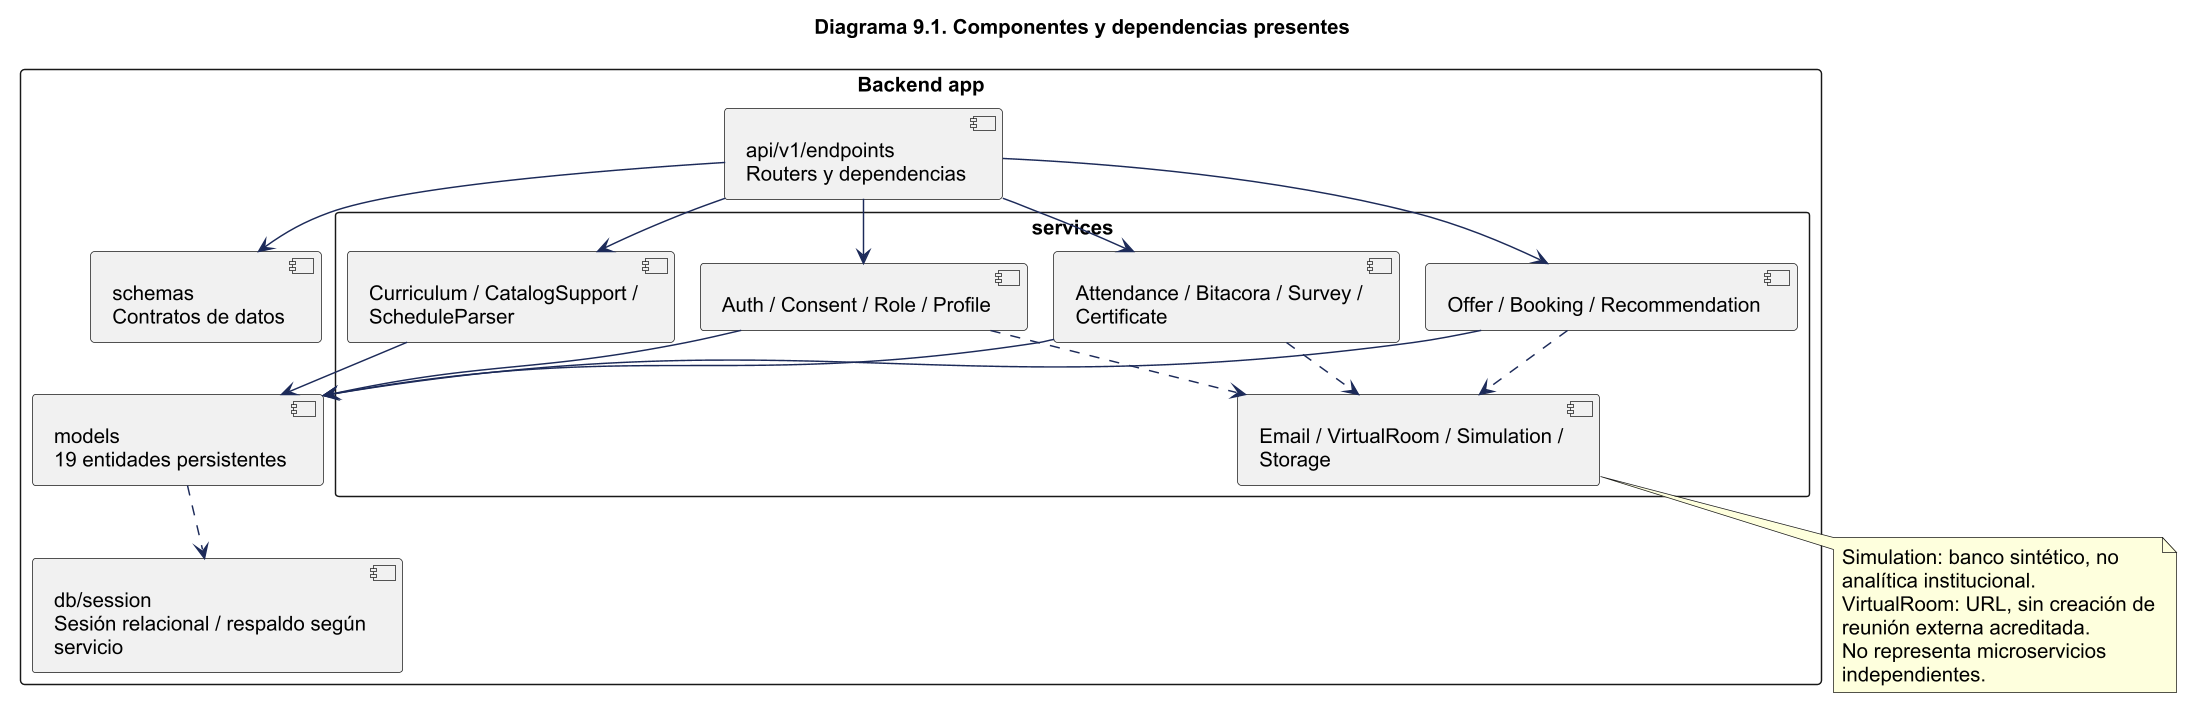 Diagrama 9.1. Componentes y dependencias presentes
Backend app
api/v1/endpoints
Routers y dependencias
services
schemas
Contratos de datos
Curriculum / CatalogSupport /
ScheduleParser
Auth / Consent / Role / Profile
Attendance / Bitacora / Survey /
Certificate
Offer / Booking / Recommendation
models
19 entidades persistentes
Email / VirtualRoom / Simulation /
Storage
db/session
Sesión relacional / respaldo según
servicio
Simulation: banco sintético, no
analítica institucional.
VirtualRoom: URL, sin creación de
reunión externa acreditada.
No representa microservicios
independientes.